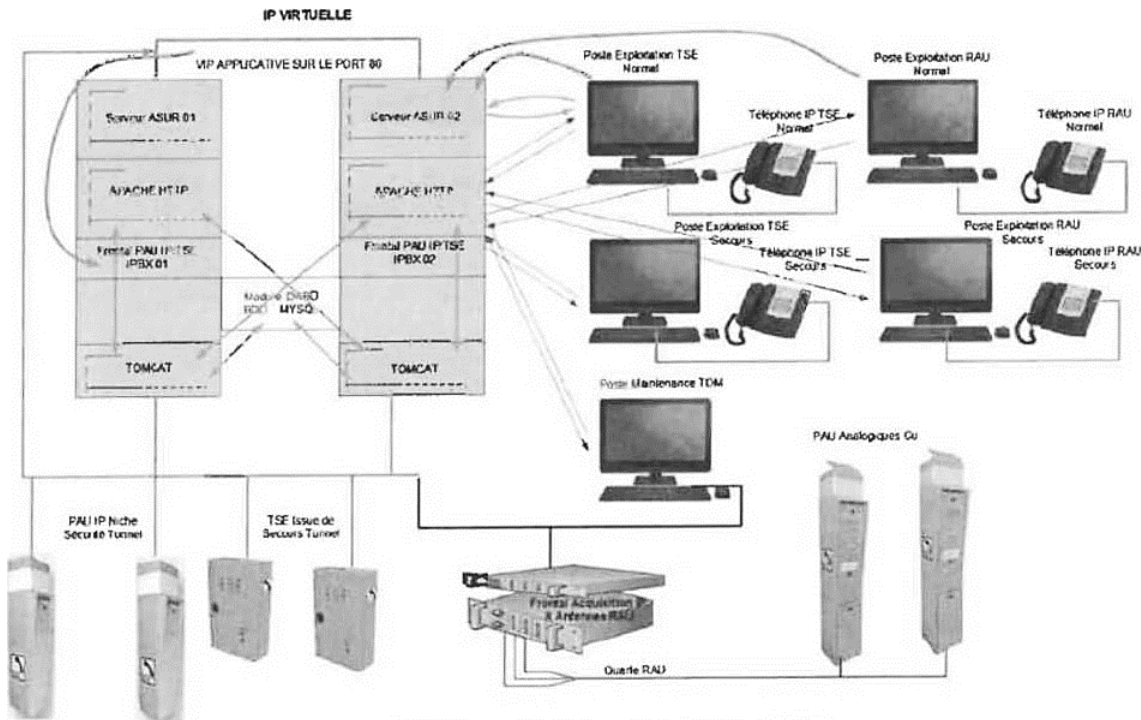 IP VIRTUELLE
VIP APPLICATIVE SUR LE PORT 80
Serveur ASUR 01
Serveur ASUR 02
APACHE HTTP
APACHE HTTP
Frontal PAU IP/TSE
IPBX 01
Frontal PAU IP/TSE
IPBX 02
Module
MYSQL
TOMCAT
TOMCAT
Poste Exploitation TSE
Normal
Poste Exploitation RAU
Normal
Téléphone IP TSE
Normal
Téléphone IP RAU
Normal
Poste Exploitation TSE
Secours
Poste Exploitation RAU
Secours
Téléphone IP TSE
Secours
Téléphone IP RAU
Secours
Poste Maintenance TDM
PAU Analogiques Cu
PAU IP Niche
Sécurité Tunnel
TSE Issue de
Secours Tunnel
Frontal Acquisition
Antennes RAU
Quarte RAU